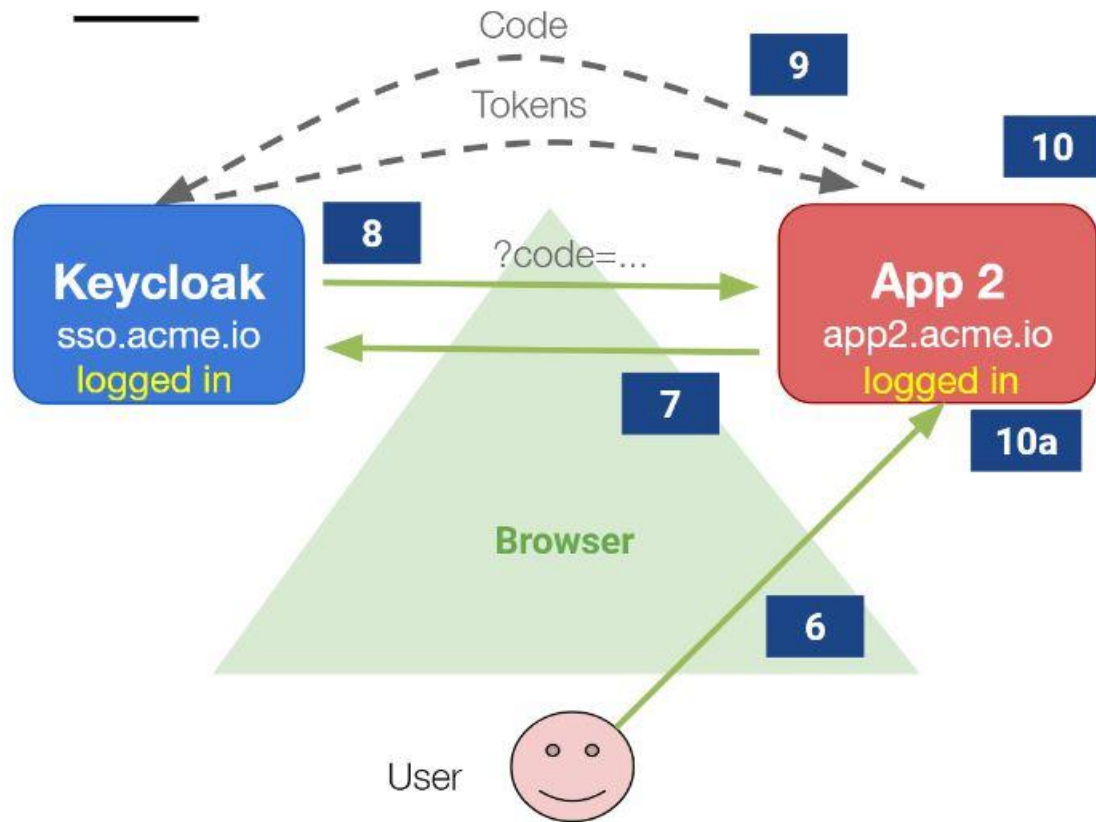 Code
9
Tokens
10
8
?code=...
Keycloak
sso.acme.io
logged in
App 2
app2.acme.io
logged in
7
10a
Browser
6
User